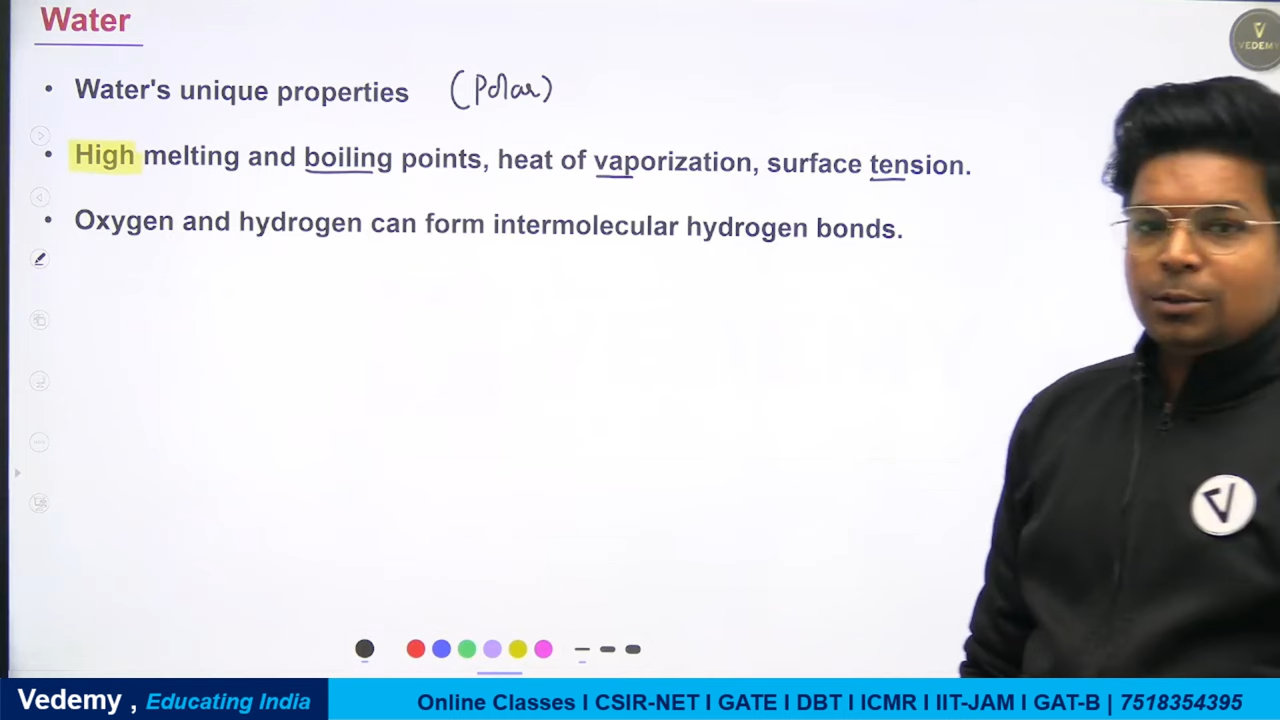 Water
VEDEMY
• Water's unique properties (Polar)
• High melting and boiling points, heat of vaporization, surface tension.
• Oxygen and hydrogen can form intermolecular hydrogen bonds.
Vedemy , Educating India
Online Classes I CSIR-NET I GATE I DBT I ICMR I IIT-JAM I GAT-B | 7518354395